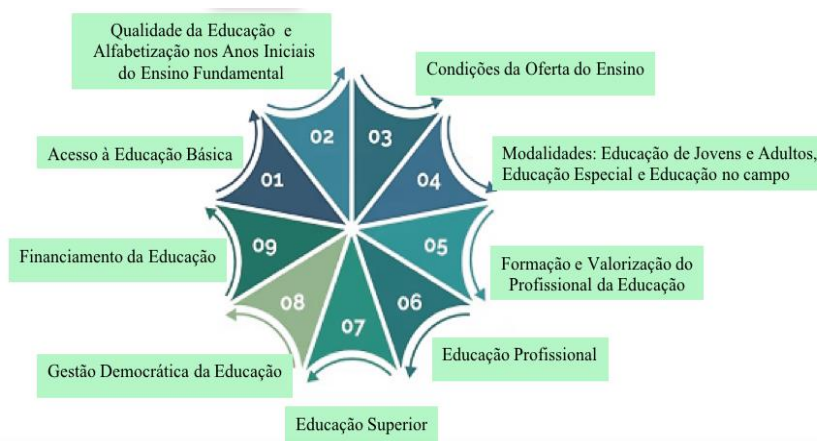 Qualidade da Educação e
Alfabetização nos Anos Iniciais
do Ensino Fundamental
Condições da Oferta do Ensino
02
03
Acesso à Educação Básica
01
04
Modalidades: Educação de Jovens e Adultos,
Educação Especial e Educação no campo
Financiamento da Educação
09
05
Formação e Valorização do
Profissional da Educação
08
06
07
Educação Profissional
Gestão Democrática da Educação
Educação Superior